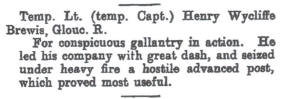 Temp. Lt. (temp. Capt.) Henry Wycliffe
Brewis, Glouc. R.
For conspicuous gallantry in action. He
led his company with great dash, and seized
under heavy fire a hostile advanced post,
which proved most useful.